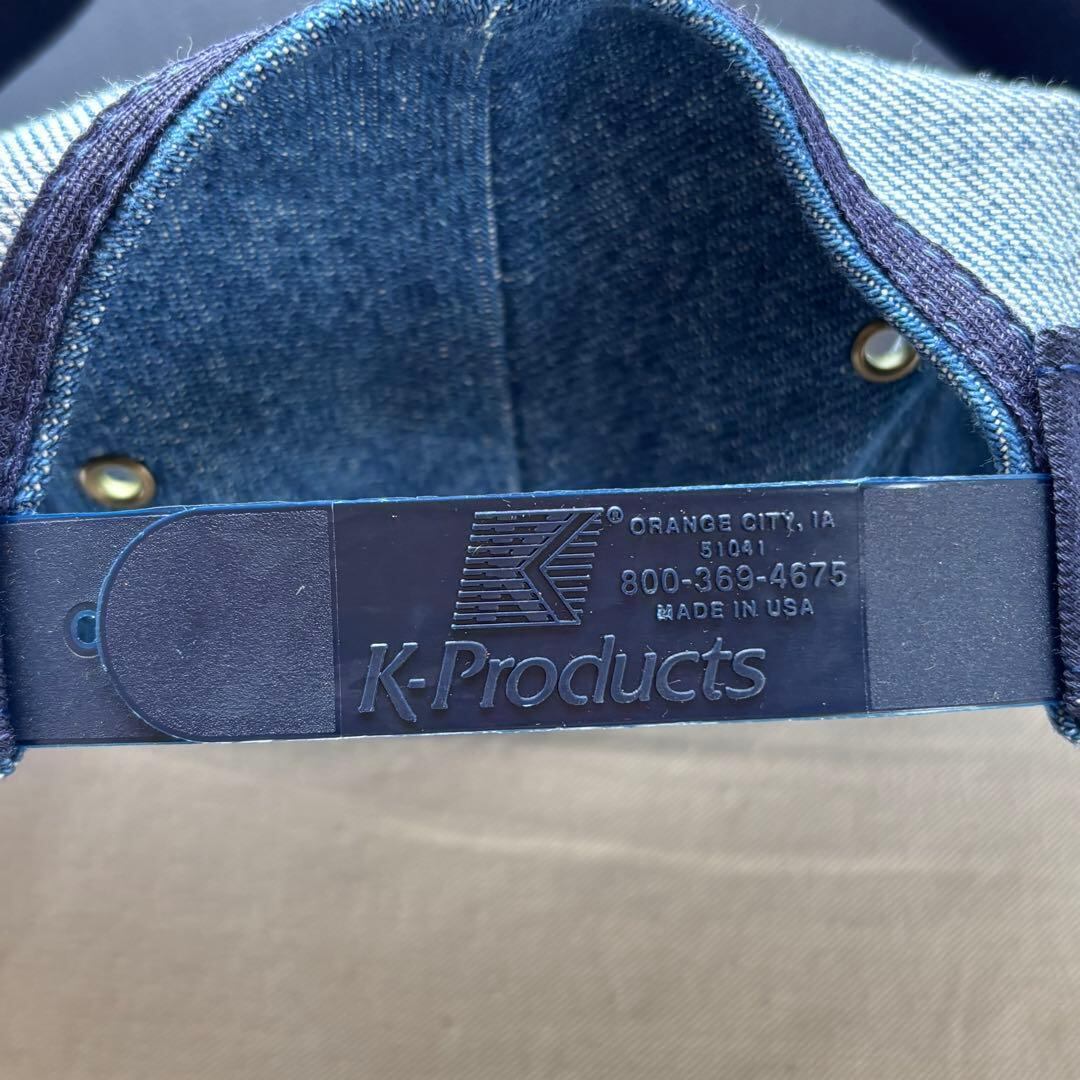 K® ORANGE CITY, IA
51041
800-369-4675
MADE IN USA
K-Products